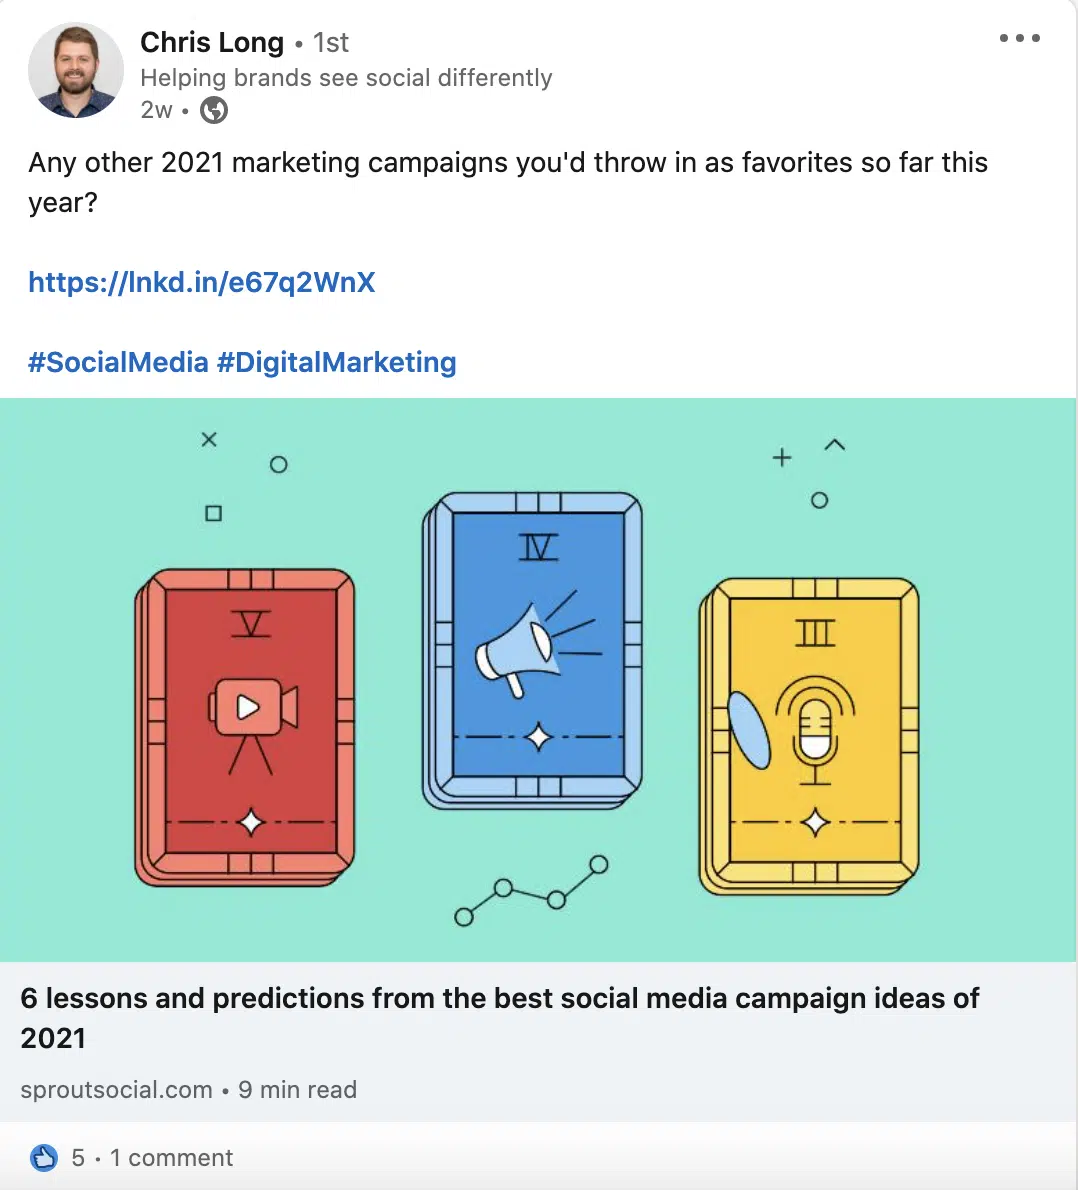 Chris Long • 1st
Helping brands see social differently
2w •
Any other 2021 marketing campaigns you'd throw in as favorites so far this
year?
https://lnkd.in/e67q2WnX
#SocialMedia #DigitalMarketing
IV
V
III
6 lessons and predictions from the best social media campaign ideas of
2021
sproutsocial.com • 9 min read
5 · 1 comment